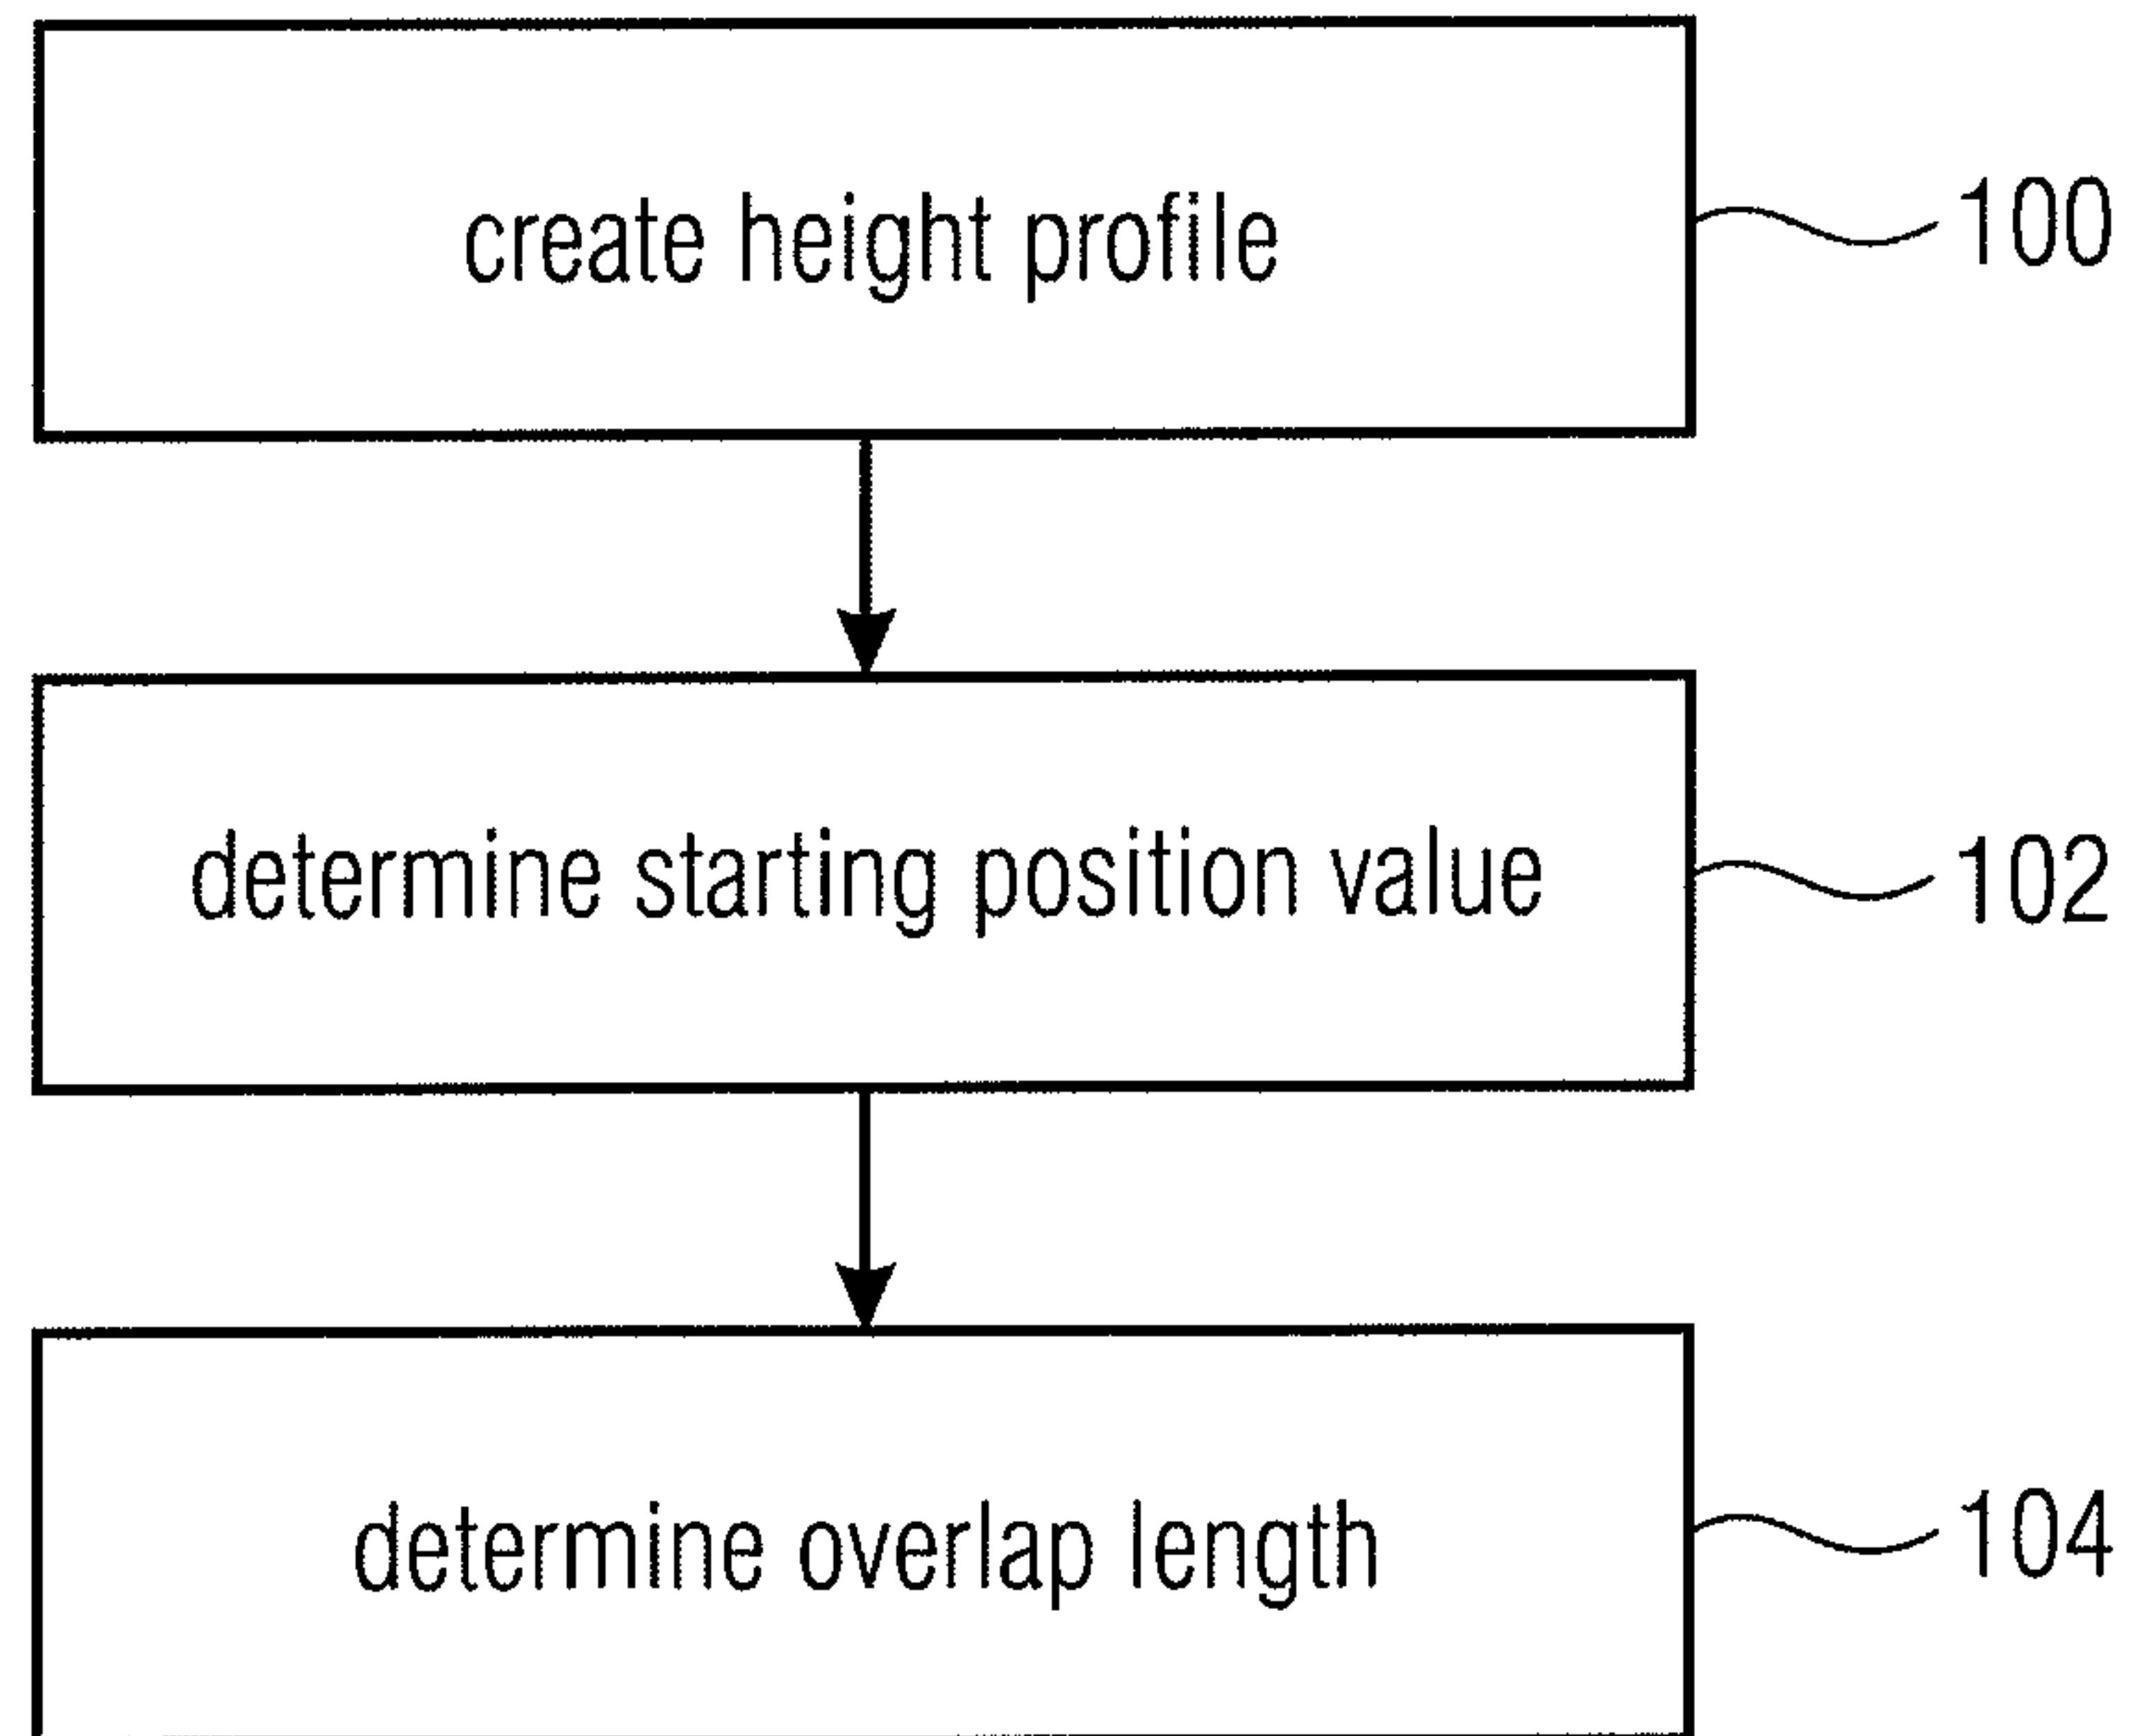 create height profile
100
determine starting position value
102
determine overlap length
104